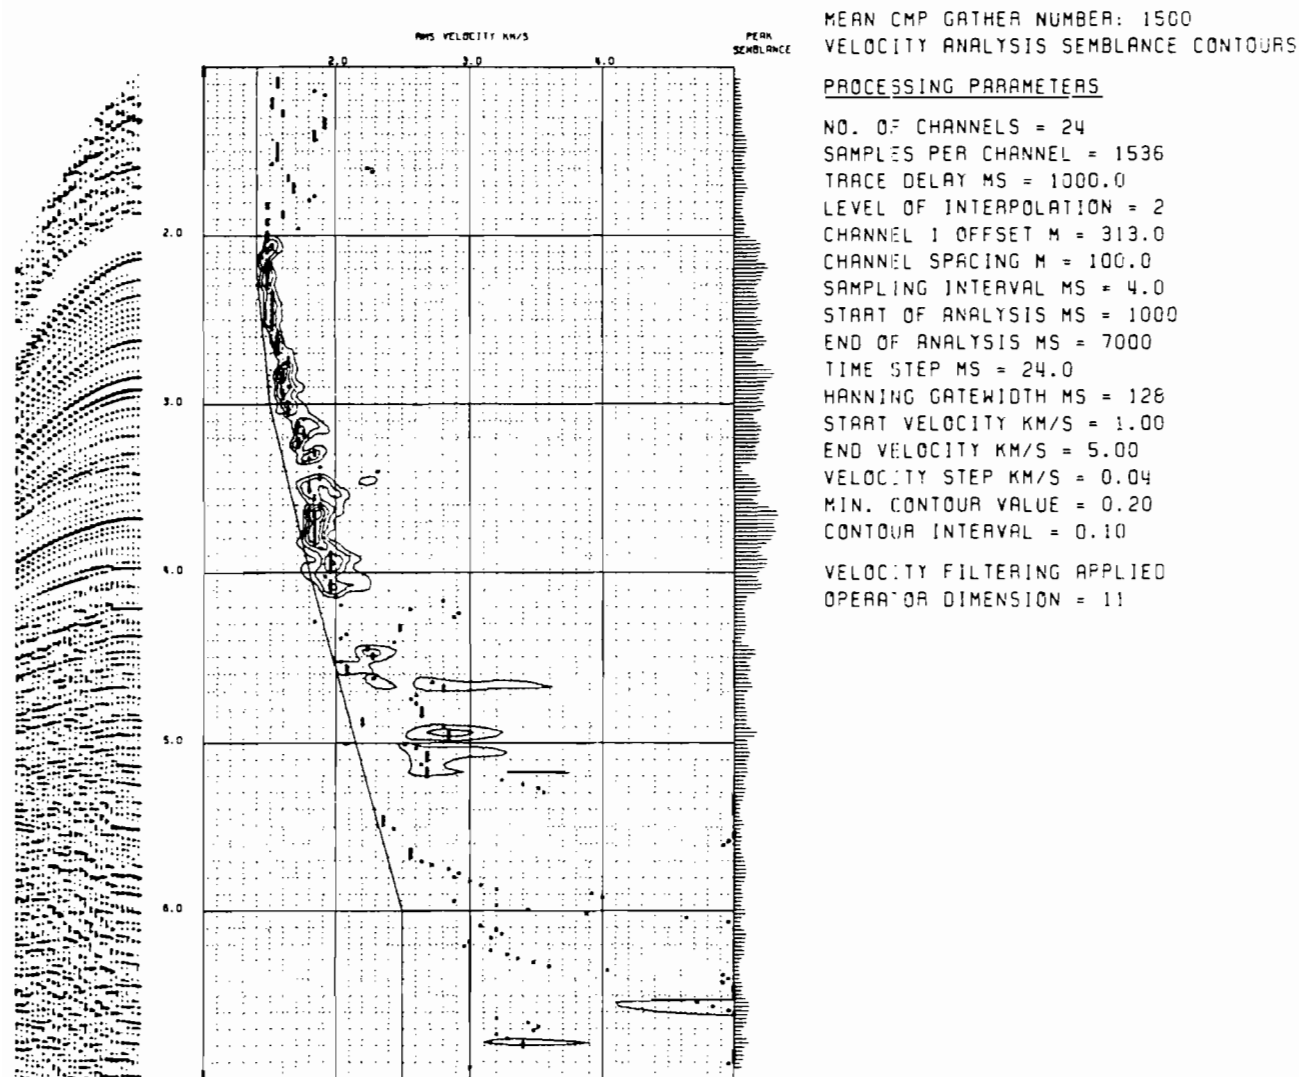 RMS VELOCITY KM/S
PEAK
SEMBLANCE
2.0 3.0 4.0
2.0
3.0
4.0
5.0
6.0
MEAN CMP GATHER NUMBER: 1500
VELOCITY ANALYSIS SEMBLANCE CONTOURS
PROCESSING PARAMETERS
NO. OF CHANNELS = 24
SAMPLES PER CHANNEL = 1536
TRACE DELAY MS = 1000.0
LEVEL OF INTERPOLATION = 2
CHANNEL 1 OFFSET M = 313.0
CHANNEL SPACING M = 100.0
SAMPLING INTERVAL MS = 4.0
START OF ANALYSIS MS = 1000
END OF ANALYSIS MS = 7000
TIME STEP MS = 24.0
HANNING GATEWIDTH MS = 128
START VELOCITY KM/S = 1.00
END VELOCITY KM/S = 5.00
VELOCITY STEP KM/S = 0.04
MIN. CONTOUR VALUE = 0.20
CONTOUR INTERVAL = 0.10
VELOCITY FILTERING APPLIED
OPERATOR DIMENSION = 11